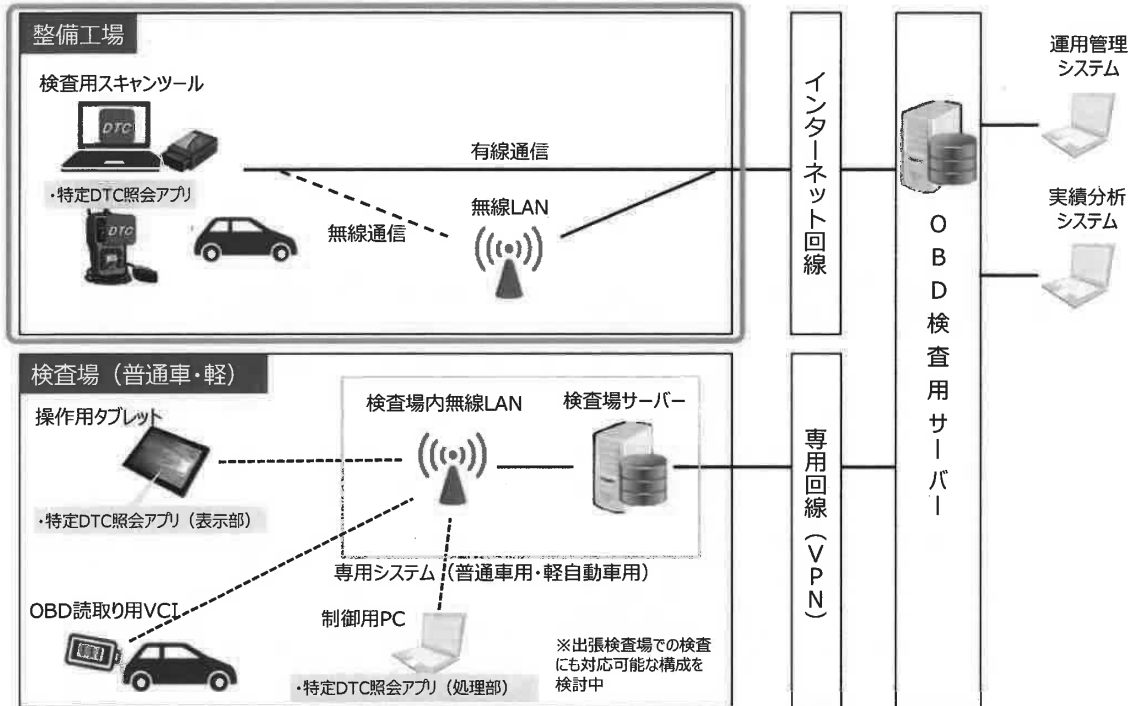 整備工場
検査用スキャンツール
DTC
・特定DTC照会アプリ
DTC
有線通信
無線通信
無線LAN
インターネット回線
OBD検査用サーバー
運用管理
システム
実績分析
システム
検査場（普通車・軽）
操作用タブレット
・特定DTC照会アプリ（表示部）
検査場内無線LAN
検査場サーバー
専用システム（普通車用・軽自動車用）
専用回線（VPN）
OBD読取り用VCI
制御用PC
・特定DTC照会アプリ（処理部）
※出張検査場での検査
にも対応可能な構成を
検討中